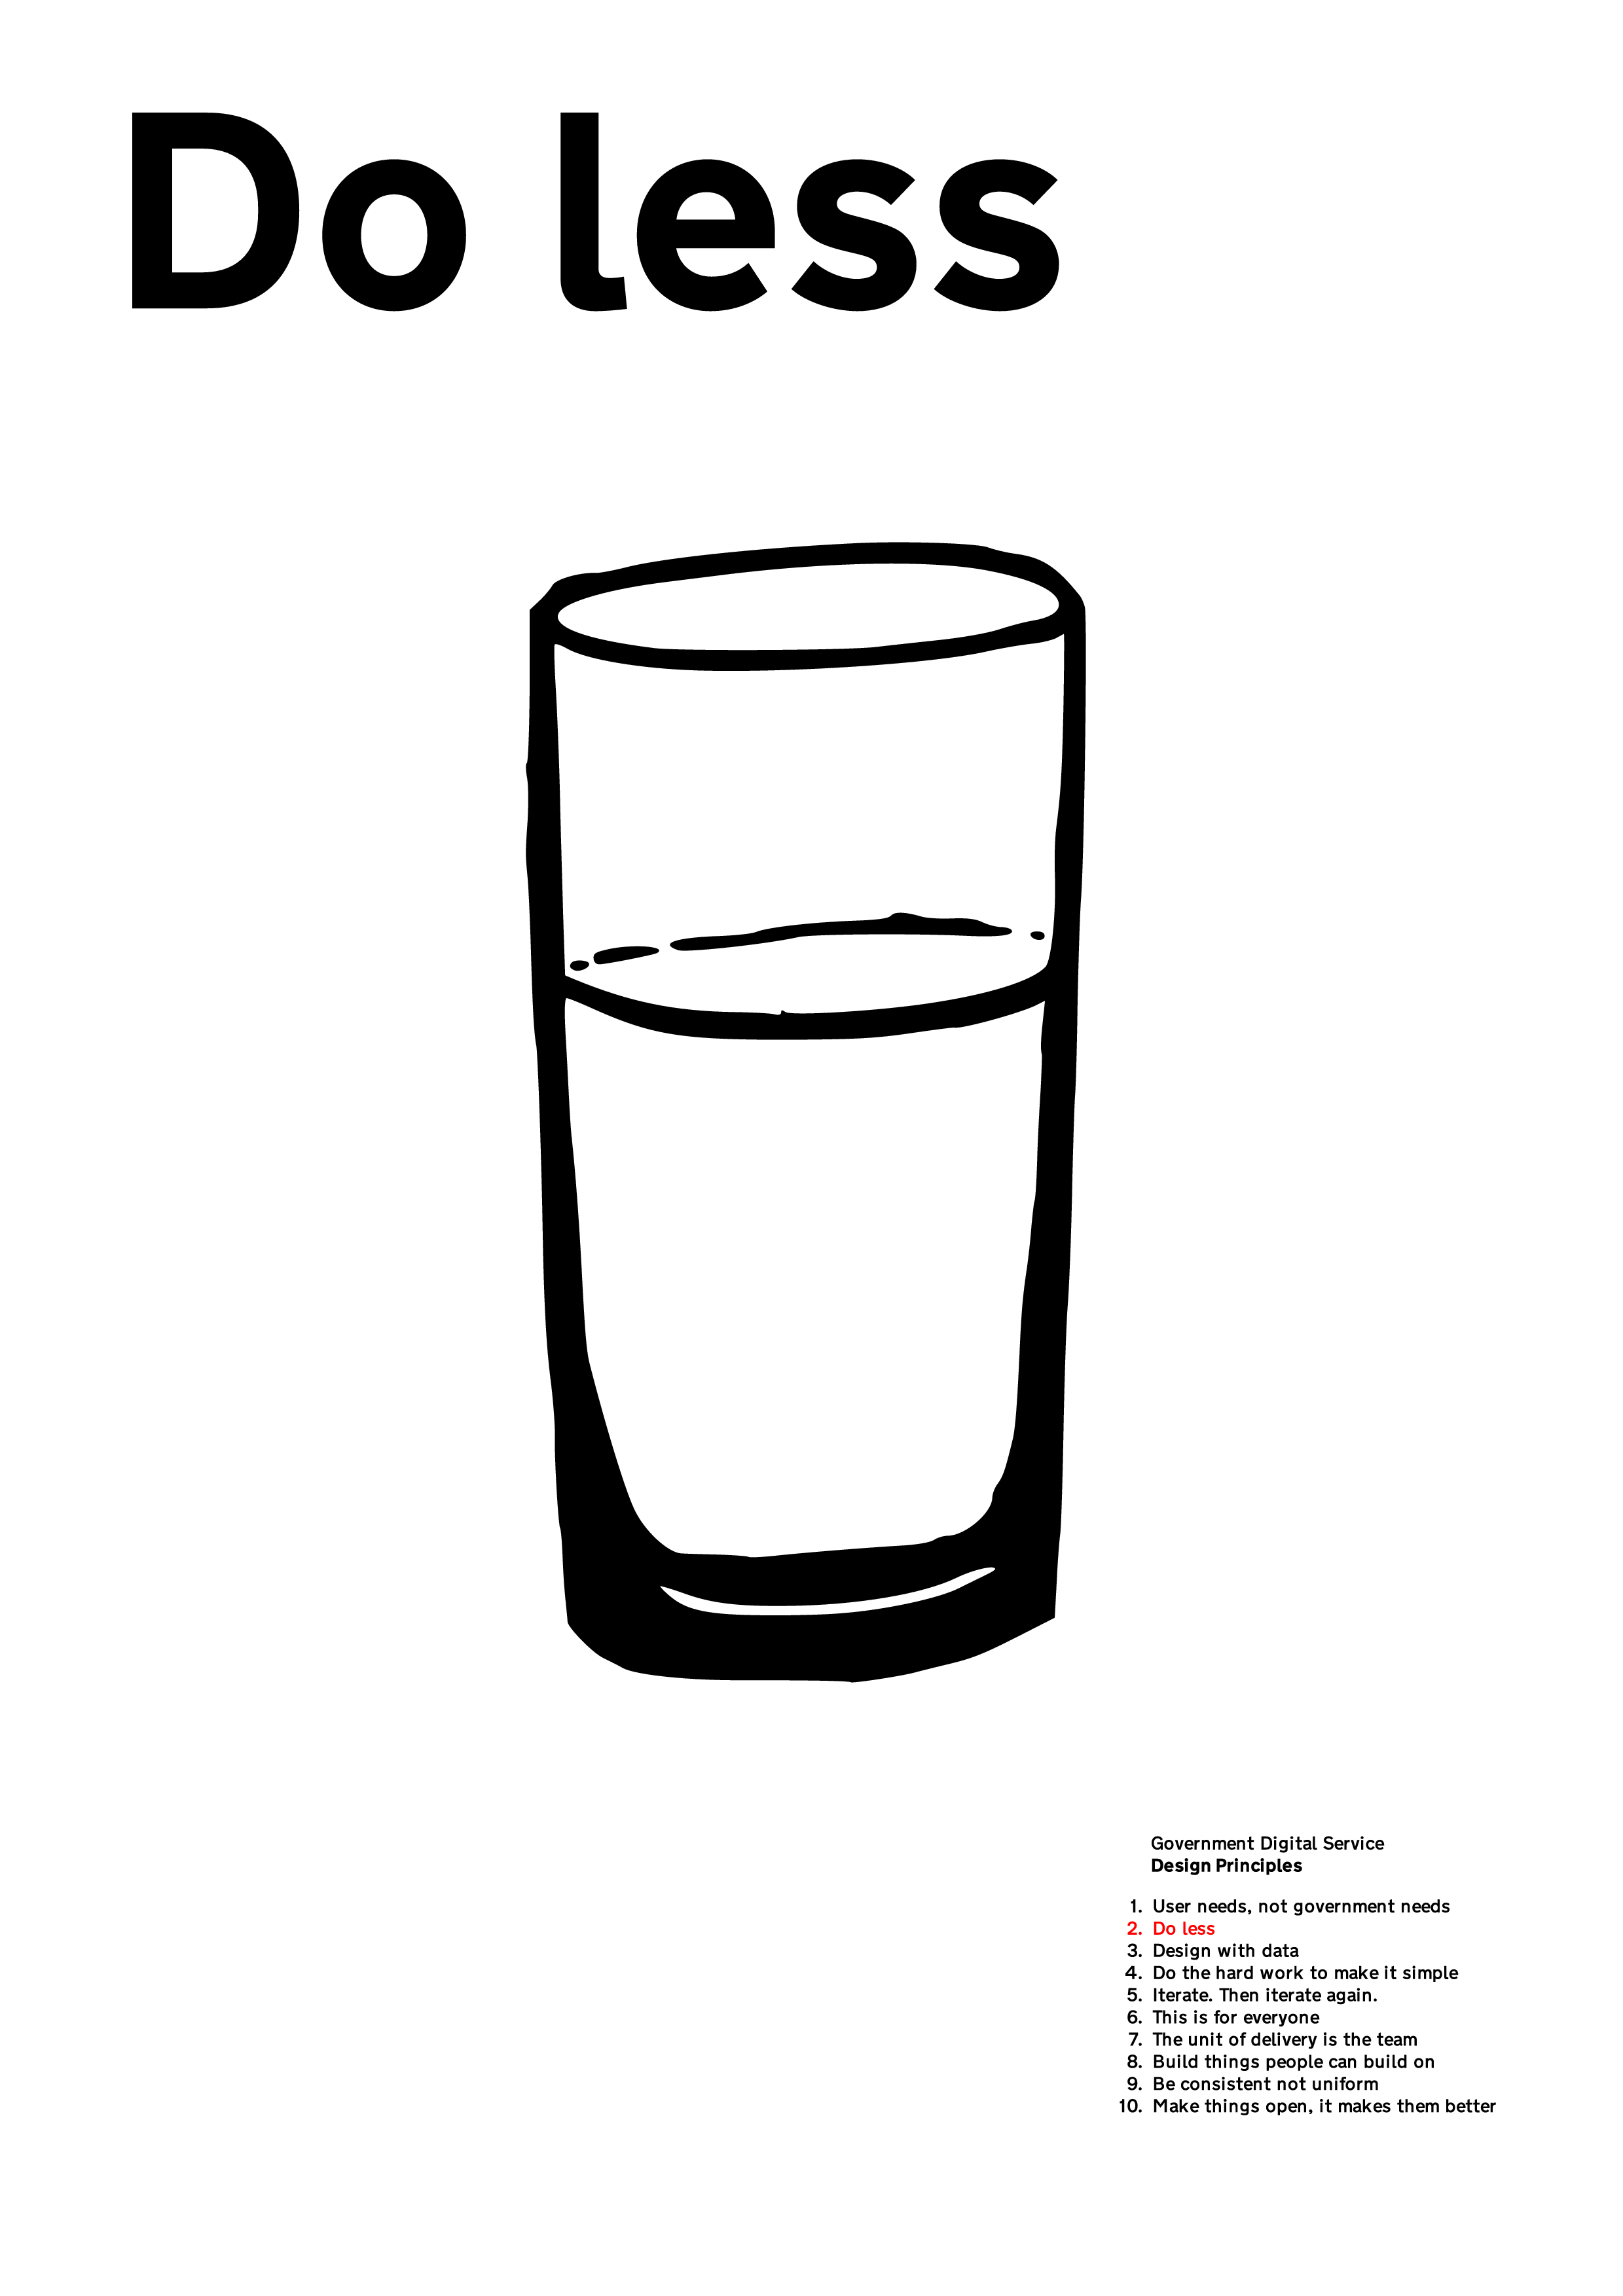 Do less
Government Digital Service
Design Principles
1. User needs, not government needs
2. Do less
3. Design with data
4. Do the hard work to make it simple
5. Iterate. Then iterate again.
6. This is for everyone
7. The unit of delivery is the team
8. Build things people can build on
9. Be consistent not uniform
10. Make things open, it makes them better